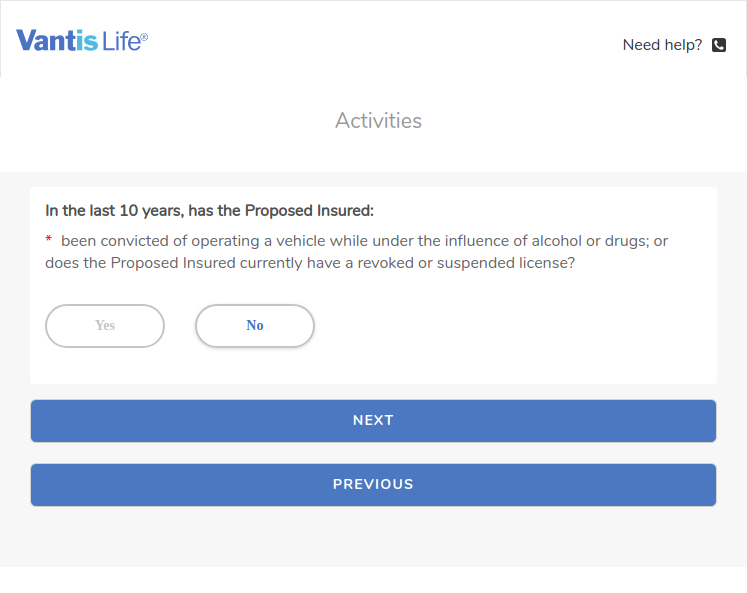 Vantis Life®
Need help?
Activities
In the last 10 years, has the Proposed Insured:
* been convicted of operating a vehicle while under the influence of alcohol or drugs; or
does the Proposed Insured currently have a revoked or suspended license?
Yes No
NEXT
PREVIOUS